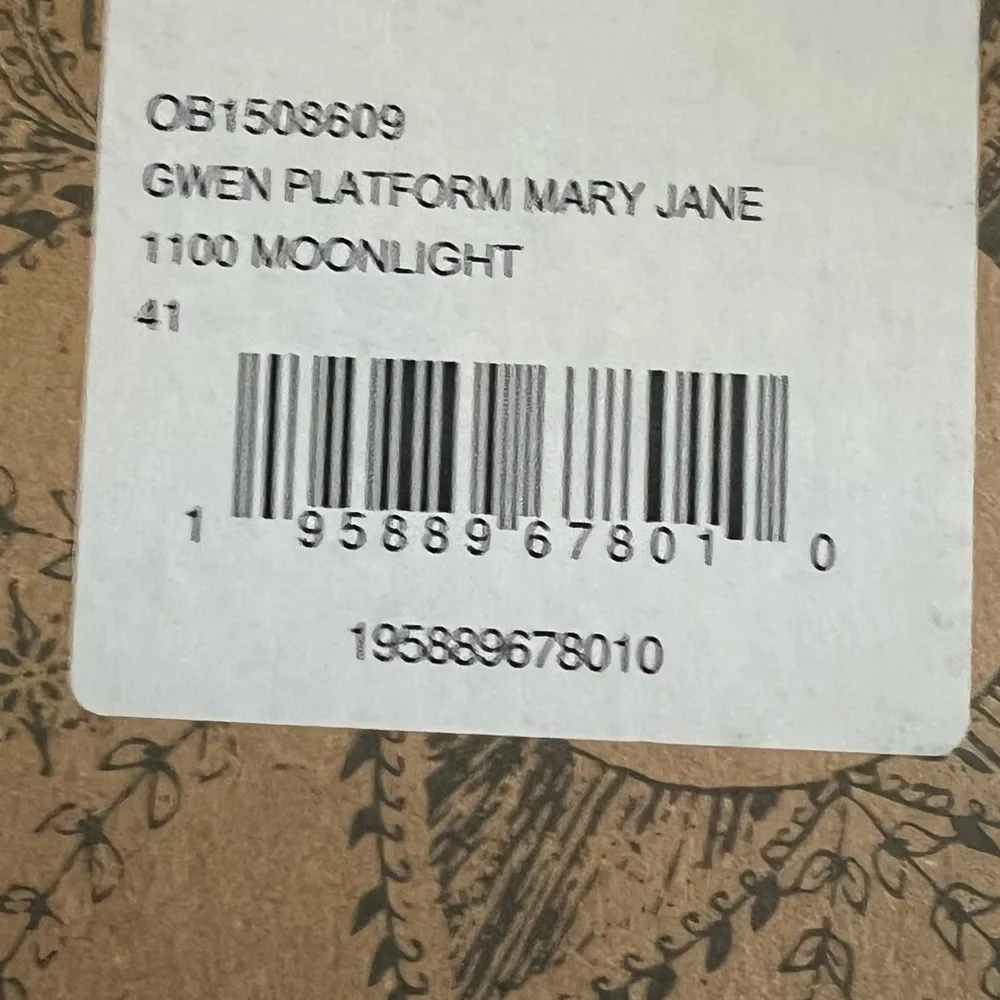 OB1508609
GWEN PLATFORM MARY JANE
1100 MOONLIGHT
41
1 95889 67801 0
195889678010